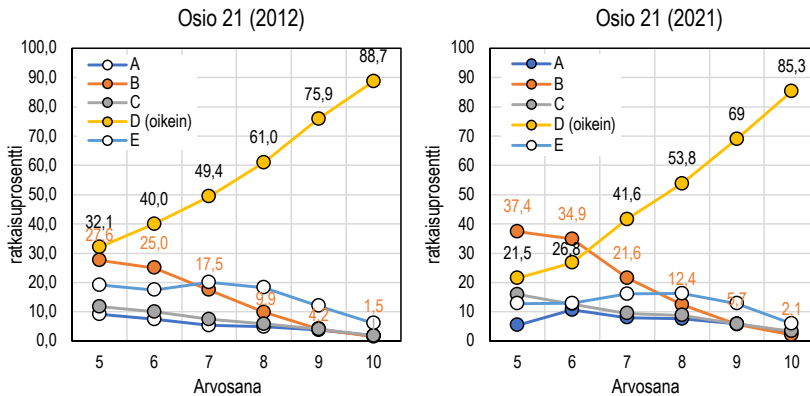 Osio 21 (2012)
100,0
90,0
80,0
70,0
60,0
50,0
40,0
30,0
20,0
10,0
0,0
ratkaisuprosentti
A
B
C
D (oikein)
E
32,1
40,0
49,4
61,0
75,9
88,7
27,6
25,0
17,5
9,9
4,2
1,5
5 6 7 8 9 10
Arvosana
Osio 21 (2021)
100
90
80
70
60
50
40
30
20
10
0
ratkaisuprosentti
A
B
C
D (oikein)
E
21,5
26,8
41,6
53,8
69
85,3
37,4
34,9
21,6
12,4
5,7
2,1
5 6 7 8 9 10
Arvosana